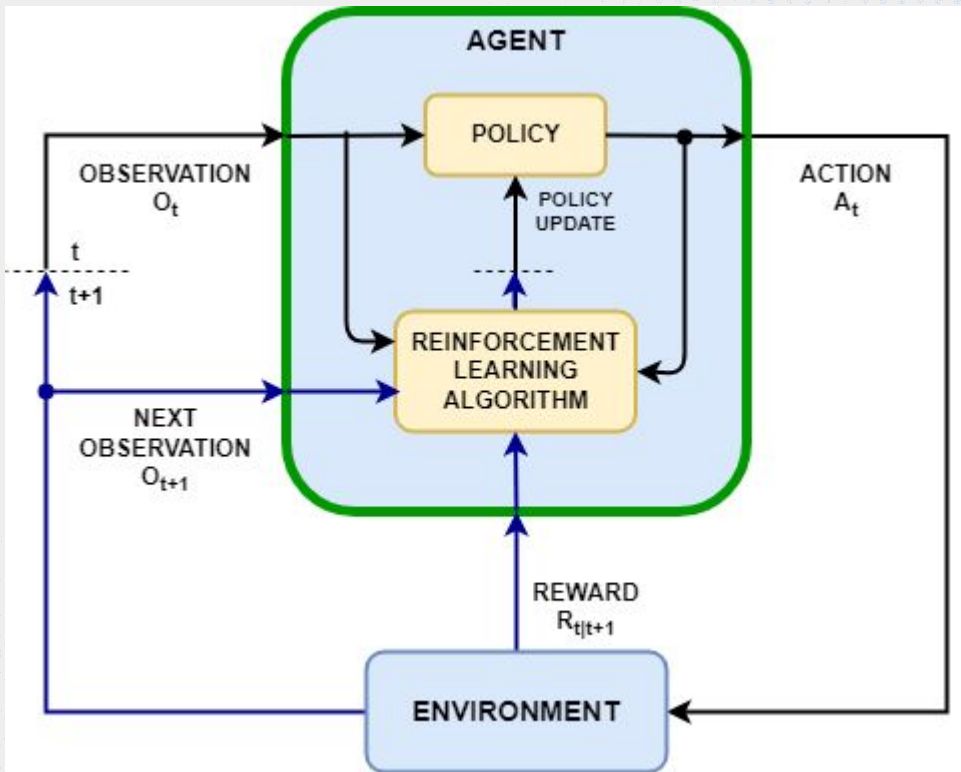 AGENT
POLICY
OBSERVATION
Oₜ
ACTION
Aₜ
POLICY
UPDATE
t
t+1
REINFORCEMENT
LEARNING
ALGORITHM
NEXT
OBSERVATION
Oₜ₊₁
REWARD
Rₜ|ₜ₊₁
ENVIRONMENT